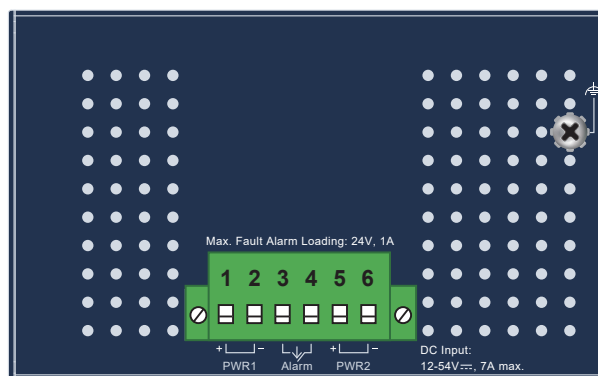 Max. Fault Alarm Loading: 24V, 1A
1 2 3 4 5 6
+ − + −
PWR1 Alarm PWR2
DC Input:
12-54V⎓, 7A max.